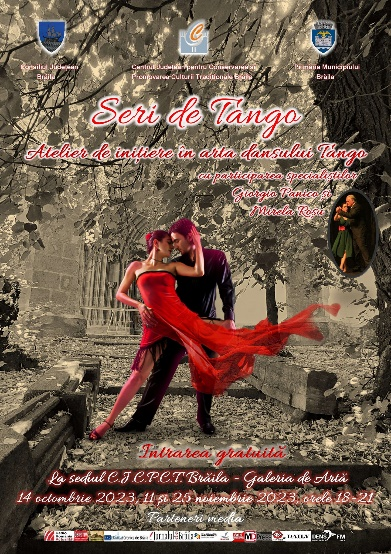 Consiliul Județean
Brăila
Centrul Județean pentru Conservarea și
Promovarea Culturii Tradiționale Brăila
Primăria Municipiului
Brăila
Seri de Tango
Atelier de inițiere în arta dansului Tango
cu participarea specialiștilor
Giorgio Panico și
Mirela Roșu
Intrarea gratuită
La sediul C.J.C.P.C.T. Brăila - Galeria de Artă
14 octombrie 2023, 11 și 25 noiembrie 2023, orele 18-21
Parteneri media